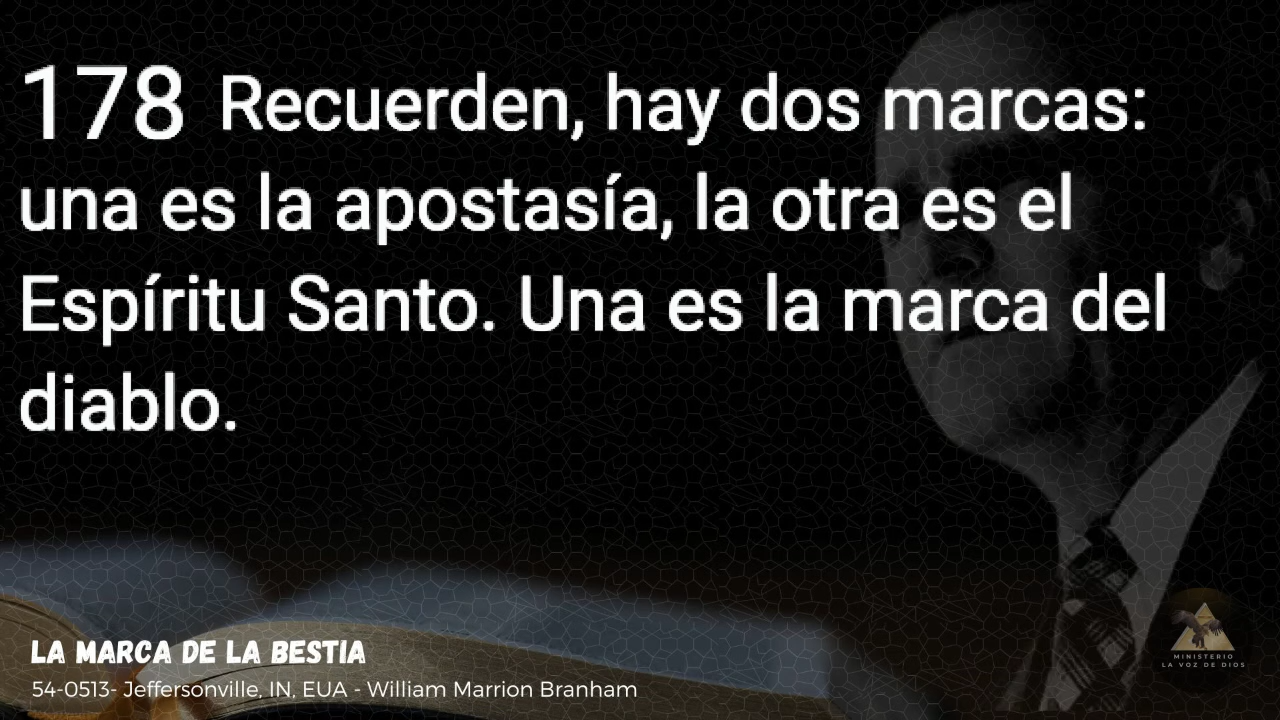 178 Recuerden, hay dos marcas:
una es la apostasía, la otra es el
Espíritu Santo. Una es la marca del
diablo.
LA MARCA DE LA BESTIA
54-0513- Jeffersonville, IN, EUA - William Marrion Branham
MINISTERIO
LA VOZ DE DIOS